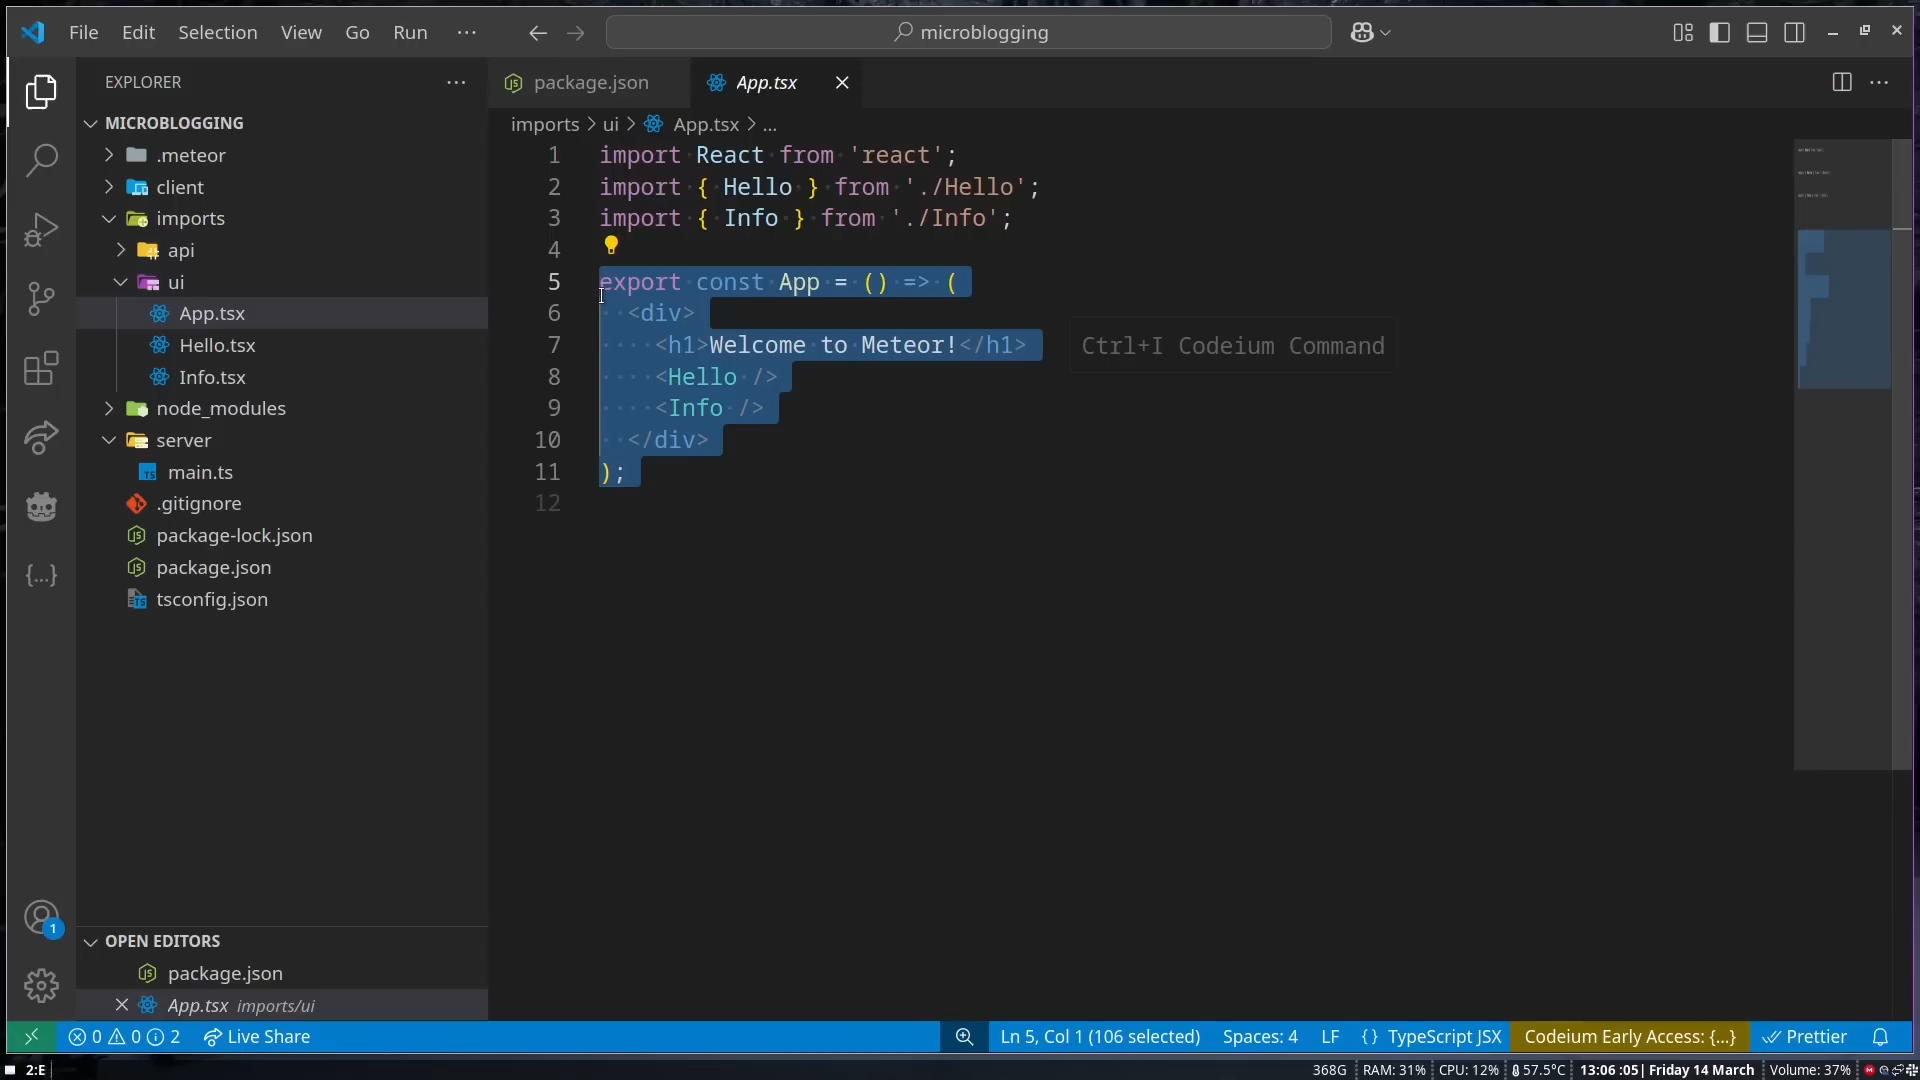 File Edit Selection View Go Run ··· microblogging
EXPLORER ···
package.json App.tsx
MICROBLOGGING
.meteor
client
imports
api
ui
App.tsx
Hello.tsx
Info.tsx
node_modules
server
main.ts
.gitignore
package-lock.json
package.json
tsconfig.json
imports > ui > App.tsx > ...
1 import React from 'react';
2 import { Hello } from './Hello';
3 import { Info } from './Info';
4
5 export const App = () => (
6 <div>
7 <h1>Welcome to Meteor!</h1> Ctrl+I Codeium Command
8 <Hello />
9 <Info />
10 </div>
11 );
12
OPEN EDITORS
package.json
App.tsx imports/ui
1
0 0 2 Live Share Ln 5, Col 1 (106 selected) Spaces: 4 LF {} TypeScript JSX Codeium Early Access: {...} Prettier
2:E 368G RAM: 31% CPU: 12% 57.5°C 13:06 :05| Friday 14 March Volume: 37%